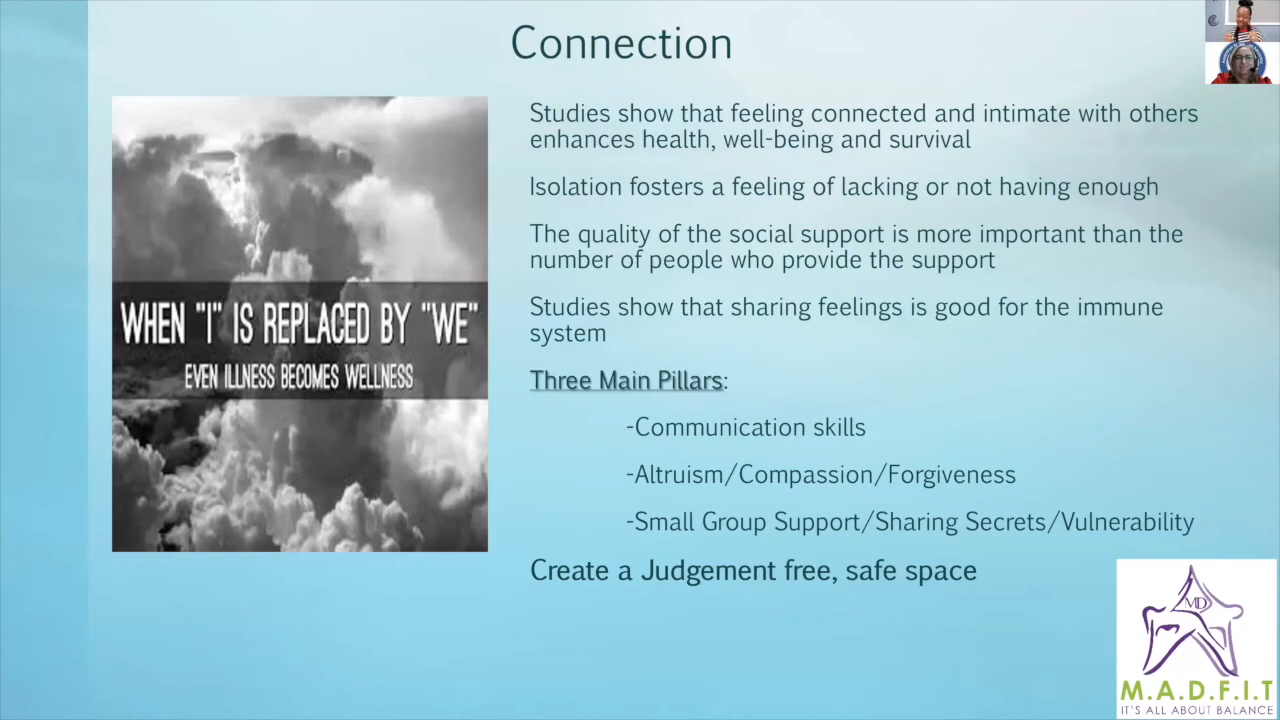 Connection
WHEN "I" IS REPLACED BY "WE"
EVEN ILLNESS BECOMES WELLNESS
Studies show that feeling connected and intimate with others
enhances health, well-being and survival
Isolation fosters a feeling of lacking or not having enough
The quality of the social support is more important than the
number of people who provide the support
Studies show that sharing feelings is good for the immune
system
Three Main Pillars:
-Communication skills
-Altruism/Compassion/Forgiveness
-Small Group Support/Sharing Secrets/Vulnerability
Create a Judgement free, safe space
MD
M.A.D.F.I.T
IT'S ALL ABOUT BALANCE